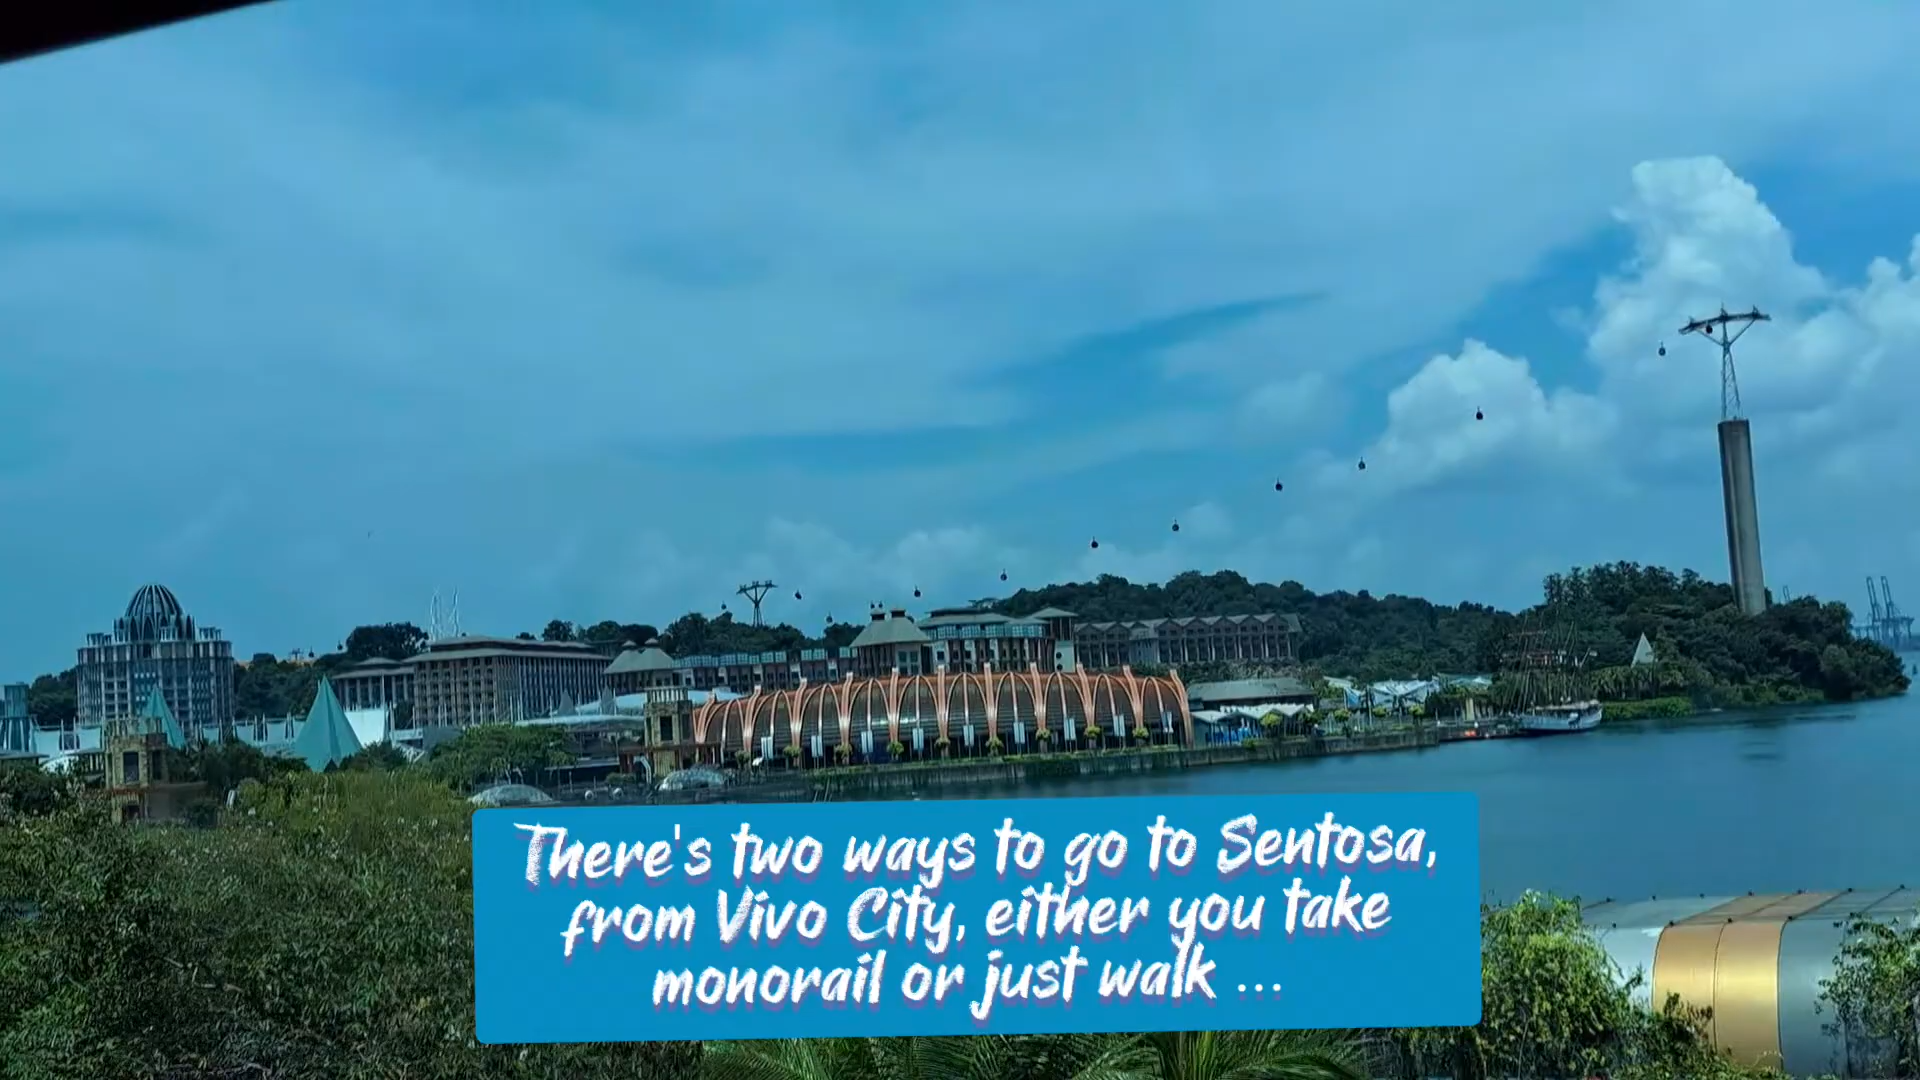 There's two ways to go to Sentosa,
from Vivo City, either you take
monorail or just walk ...